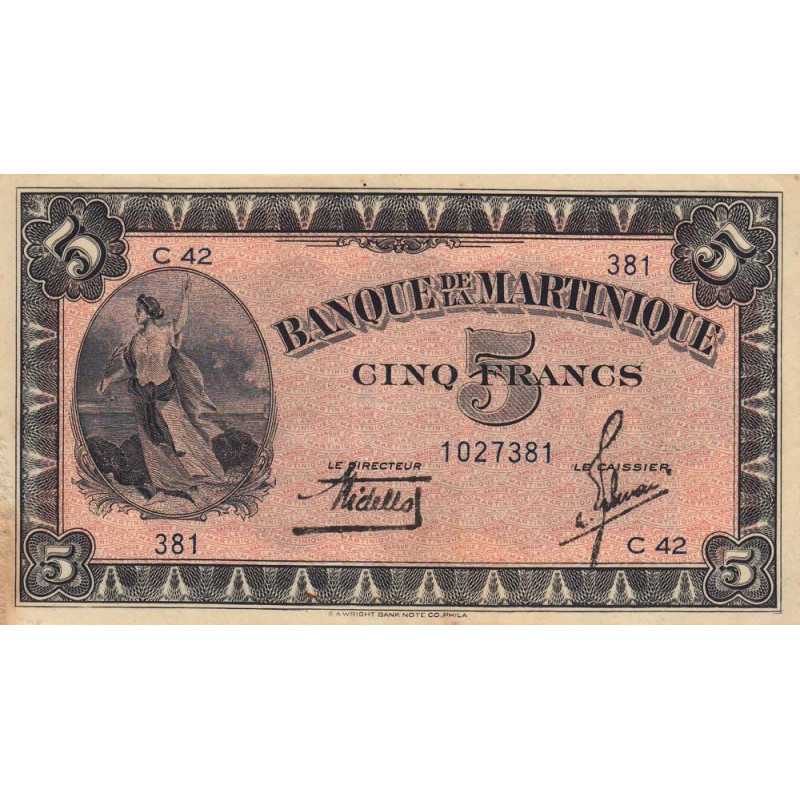 5 5
C 42 381
BANQUE DE LA MARTINIQUE
5
CINQ FRANCS
1027381
LE DIRECTEUR LE CAISSIER
381 C 42
5 5
E A WRIGHT BANK NOTE CO. PHILA